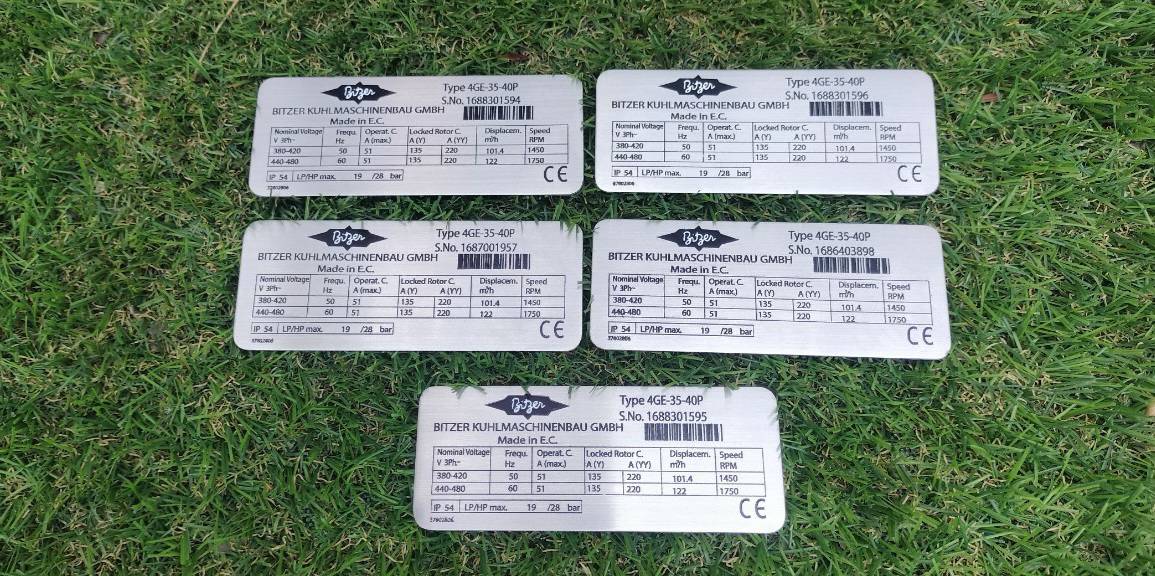 Bitzer
Type 4GE-35-40P
S.No. 1688301594
BITZER KUHLMASCHINENBAU GMBH
Made in E.C.
Nominal Voltage Frequ. Operat. C. Locked Rotor C. Displacem. Speed
V 3Ph~ Hz A (max.) A (Y) A (YY) m³/h RPM
380-420 50 51 135 220 101.4 1450
440-480 60 51 135 220 122 1750
IP 54 LP/HP max. 19 /28 bar CE
37802806
Bitzer
Type 4GE-35-40P
S.No. 1688301596
BITZER KUHLMASCHINENBAU GMBH
Made in E.C.
Nominal Voltage Frequ. Operat. C. Locked Rotor C. Displacem. Speed
V 3Ph~ Hz A (max.) A (Y) A (YY) m³/h RPM
380-420 50 51 135 220 101.4 1450
440-480 60 51 135 220 122 1750
IP 54 LP/HP max. 19 /28 bar CE
37802806
Bitzer
Type 4GE-35-40P
S.No. 1687001957
BITZER KUHLMASCHINENBAU GMBH
Made in E.C.
Nominal Voltage Frequ. Operat. C. Locked Rotor C. Displacem. Speed
V 3Ph~ Hz A (max.) A (Y) A (YY) m³/h RPM
380-420 50 51 135 220 101.4 1450
440-480 60 51 135 220 122 1750
IP 54 LP/HP max. 19 /28 bar CE
37802806
Bitzer
Type 4GE-35-40P
S.No. 1686403898
BITZER KUHLMASCHINENBAU GMBH
Made in E.C.
Nominal Voltage Frequ. Operat. C. Locked Rotor C. Displacem. Speed
V 3Ph~ Hz A (max.) A (Y) A (YY) m³/h RPM
380-420 50 51 135 220 101.4 1450
440-480 60 51 135 220 122 1750
IP 54 LP/HP max. 19 /28 bar CE
37802806
Bitzer
Type 4GE-35-40P
S.No. 1688301595
BITZER KUHLMASCHINENBAU GMBH
Made in E.C.
Nominal Voltage Frequ. Operat. C. Locked Rotor C. Displacem. Speed
V 3Ph~ Hz A (max.) A (Y) A (YY) m³/h RPM
380-420 50 51 135 220 101.4 1450
440-480 60 51 135 220 122 1750
IP 54 LP/HP max. 19 /28 bar CE
37802806